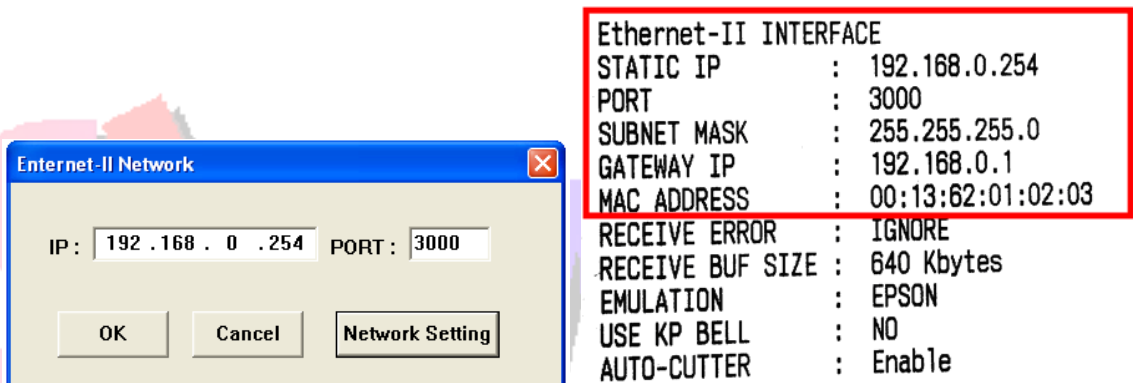 Enternet-II Network
IP : 192 .168 . 0 .254 PORT : 3000
OK Cancel Network Setting
Ethernet-II INTERFACE
STATIC IP : 192.168.0.254
PORT : 3000
SUBNET MASK : 255.255.255.0
GATEWAY IP : 192.168.0.1
MAC ADDRESS : 00:13:62:01:02:03
RECEIVE ERROR : IGNORE
RECEIVE BUF SIZE : 640 Kbytes
EMULATION : EPSON
USE KP BELL : NO
AUTO-CUTTER : Enable